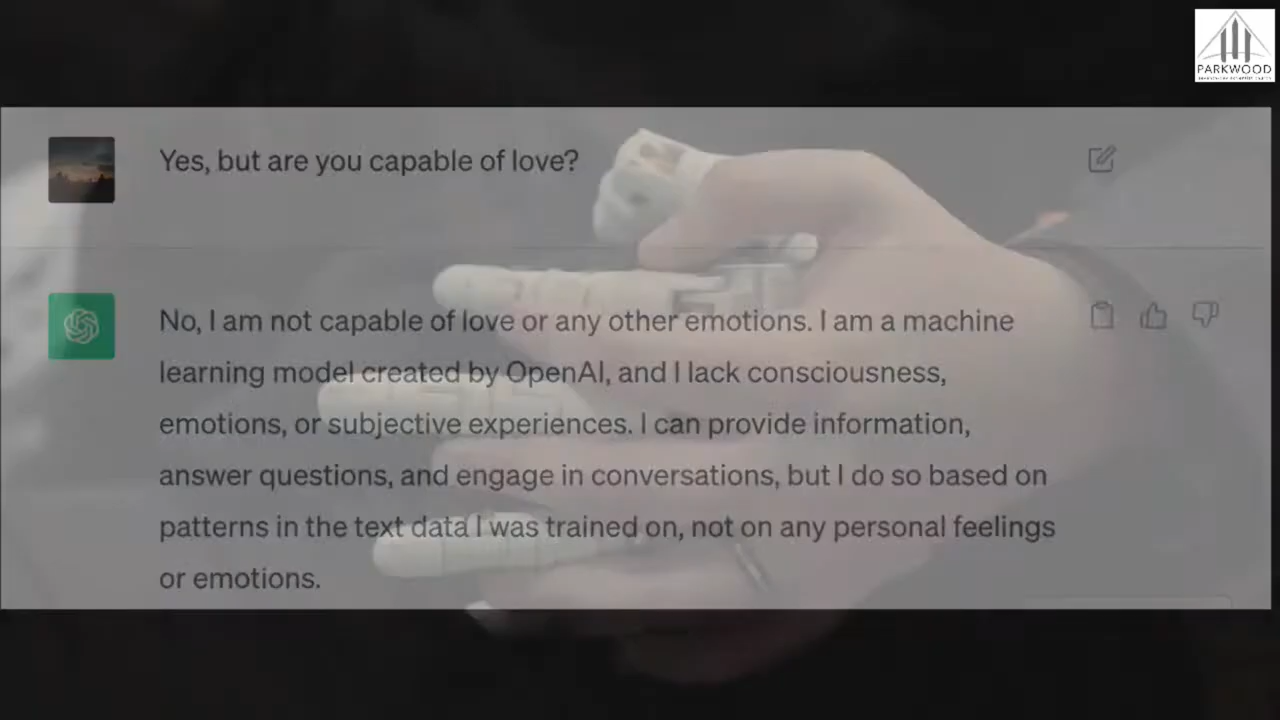 PARKWOOD
Yes, but are you capable of love?
No, I am not capable of love or any other emotions. I am a machine
learning model created by OpenAI, and I lack consciousness,
emotions, or subjective experiences. I can provide information,
answer questions, and engage in conversations, but I do so based on
patterns in the text data I was trained on, not on any personal feelings
or emotions.